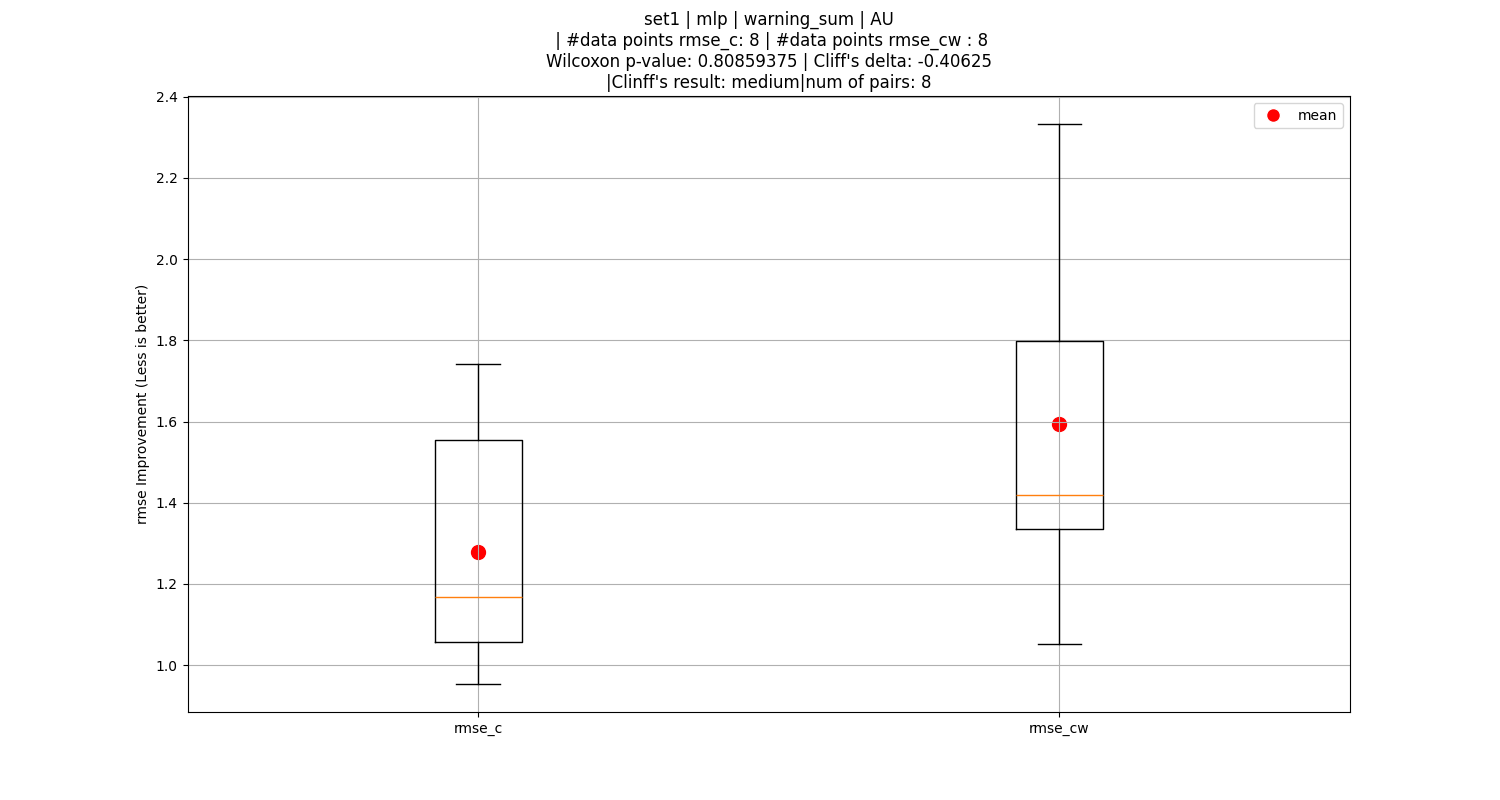 set1 | mlp | warning_sum | AU
| #data points rmse_c: 8 | #data points rmse_cw : 8
Wilcoxon p-value: 0.80859375 | Cliff's delta: -0.40625
|Clinff's result: medium|num of pairs: 8
mean
rmse Improvement (Less is better)
2.4
2.2
2.0
1.8
1.6
1.4
1.2
1.0
rmse_c
rmse_cw